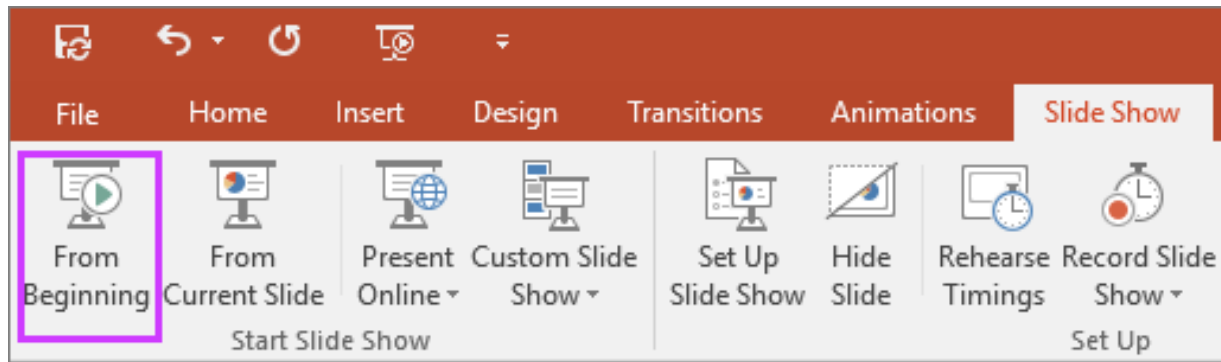 File Home Insert Design Transitions Animations Slide Show
From From Present Custom Slide Set Up Hide Rehearse Record Slide
Beginning Current Slide Online Show Slide Show Slide Timings Show
Start Slide Show Set Up